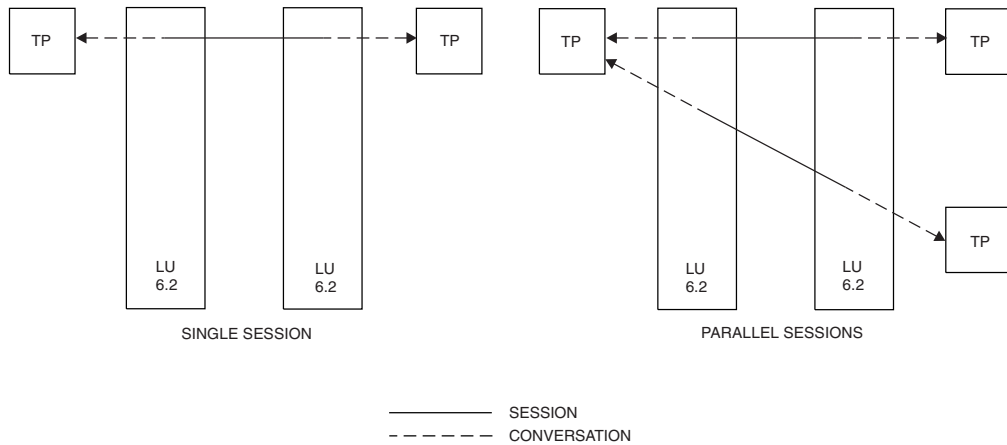 TP
TP
LU
6.2
LU
6.2
SINGLE SESSION
TP
TP
TP
LU
6.2
LU
6.2
PARALLEL SESSIONS
SESSION
CONVERSATION